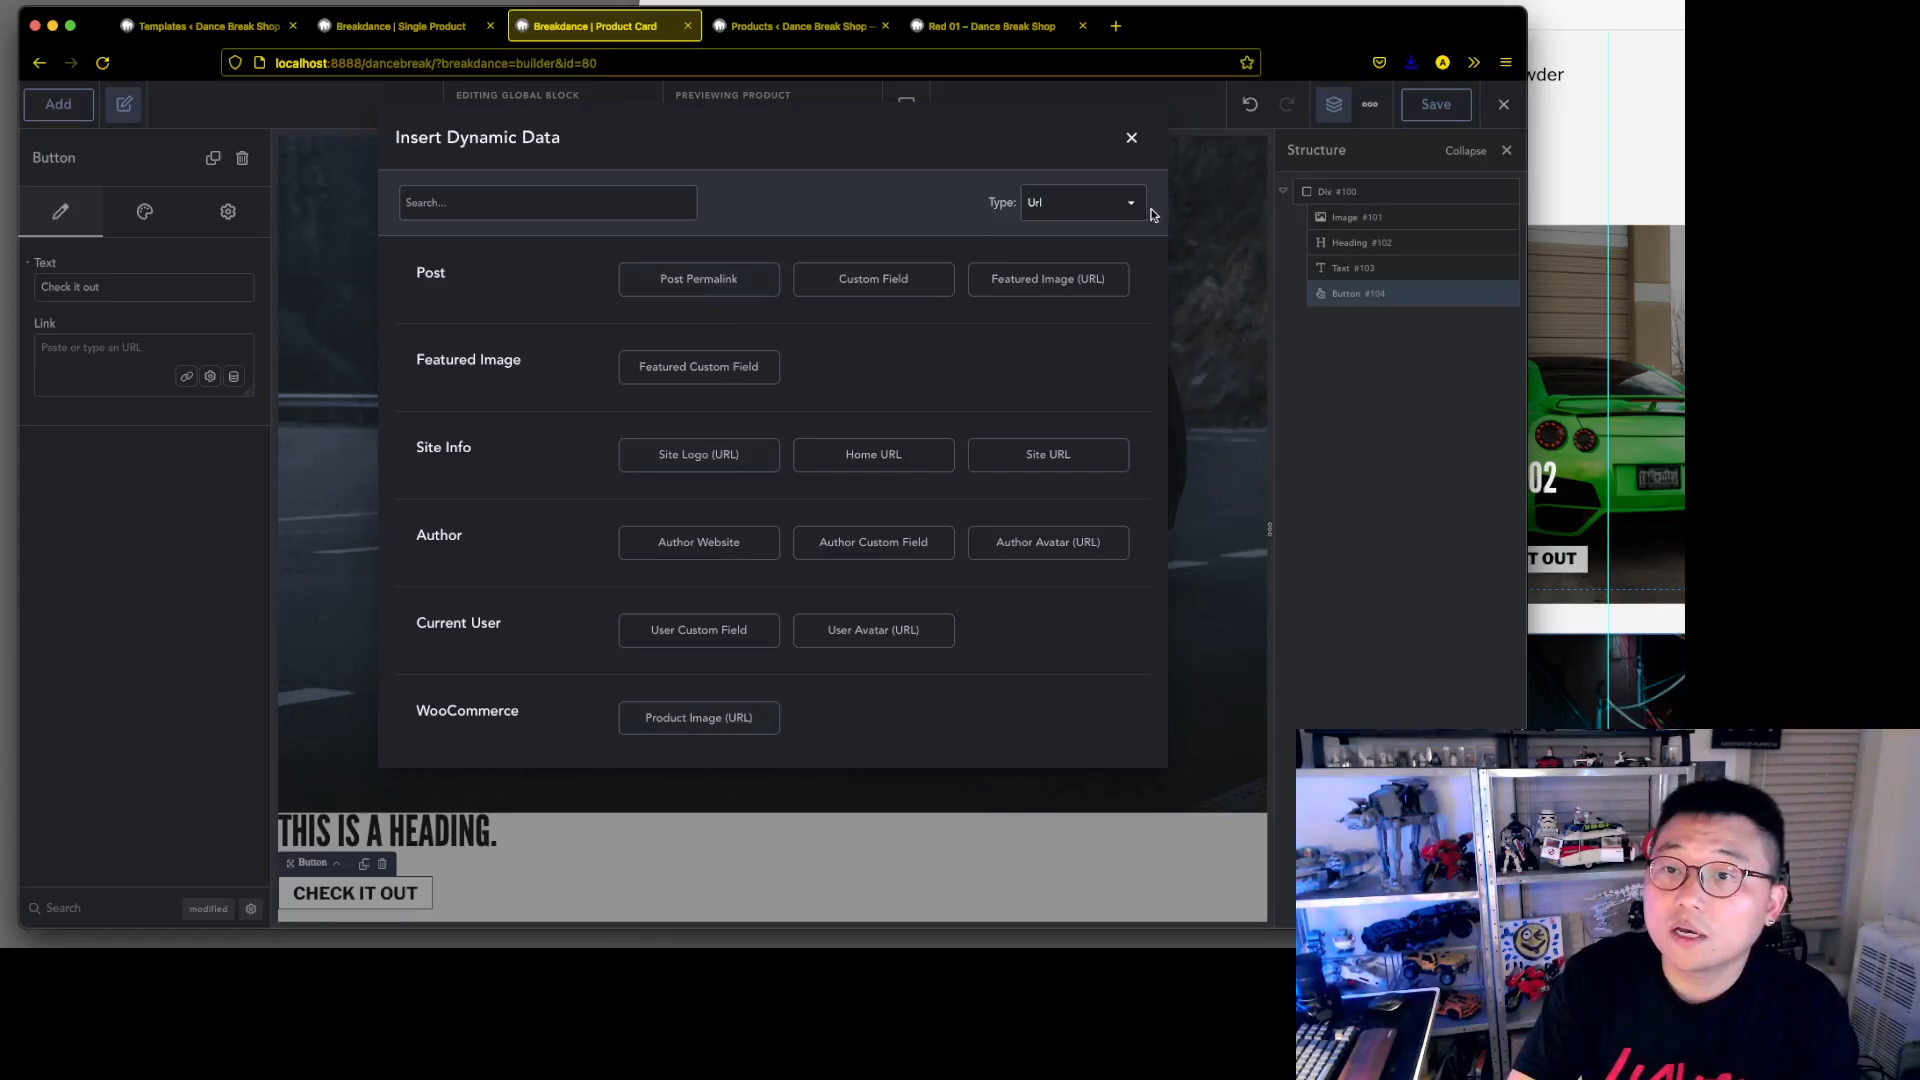 Templates ‹ Dance Break Shop
Breakdance | Single Product
Breakdance | Product Card
Products ‹ Dance Break Shop —
Red 01 – Dance Break Shop
localhost:8888/dancebreak/?breakdance=builder&id=80
wder
Add
EDITING GLOBAL BLOCK
PREVIEWING PRODUCT
Save
Button
Insert Dynamic Data
Structure
Collapse
Search...
Type:
Url
Div #100
Image #101
Heading #102
Text #103
Button #104
Text
Check it out
Link
Paste or type an URL
Post
Post Permalink
Custom Field
Featured Image (URL)
Featured Image
Featured Custom Field
Site Info
Site Logo (URL)
Home URL
Site URL
02
Author
Author Website
Author Custom Field
Author Avatar (URL)
T OUT
Current User
User Custom Field
User Avatar (URL)
WooCommerce
Product Image (URL)
THIS IS A HEADING.
Button
CHECK IT OUT
Search
modified